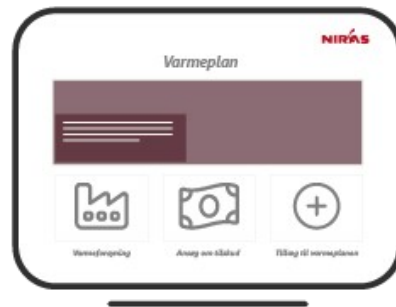 NIRAS
Varmeplan
Varmeforsyning
Ansøg om tilskud
Tillæg til varmeplanen